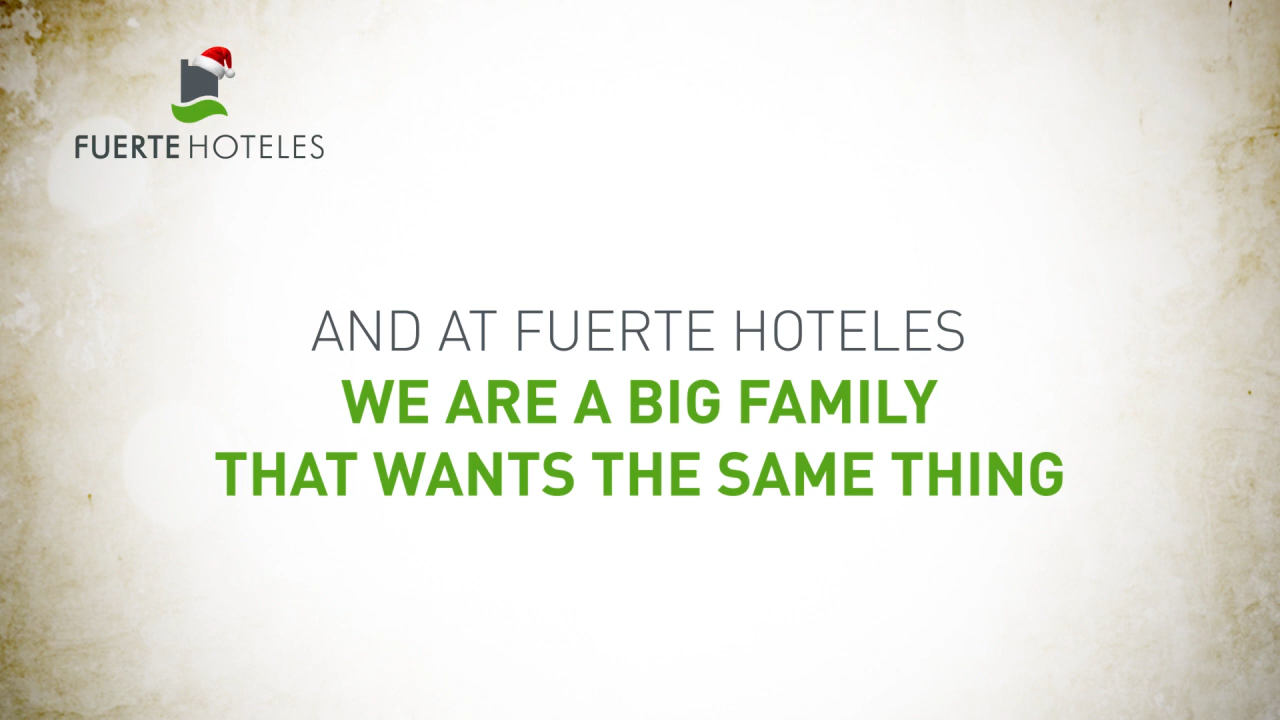 FUERTE HOTELES
AND AT FUERTE HOTELES
WE ARE A BIG FAMILY
THAT WANTS THE SAME THING